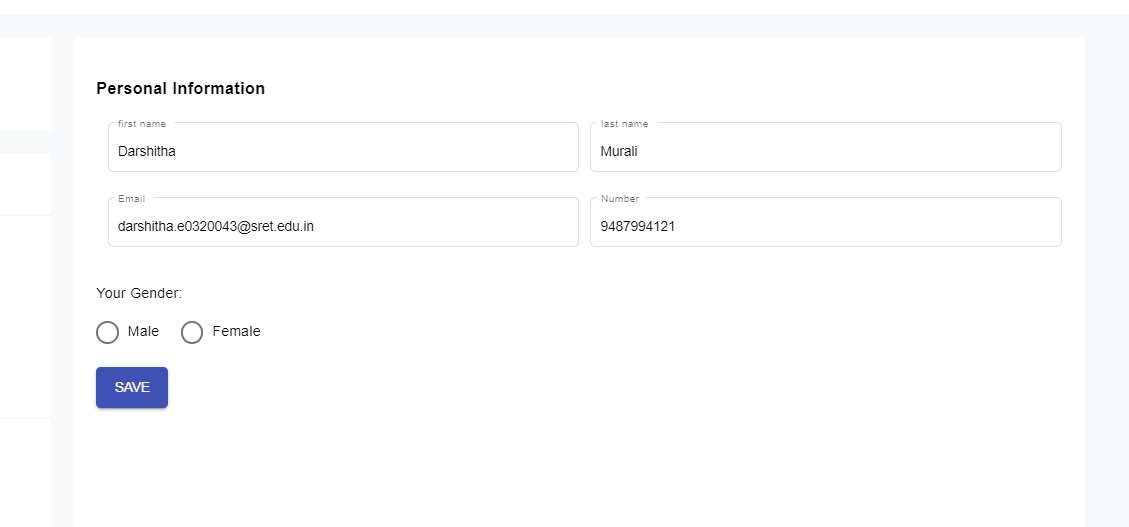 Personal Information
first name
Darshitha
last name
Murali
Email
darshitha.e0320043@sret.edu.in
Number
9487994121
Your Gender:
Male Female
SAVE